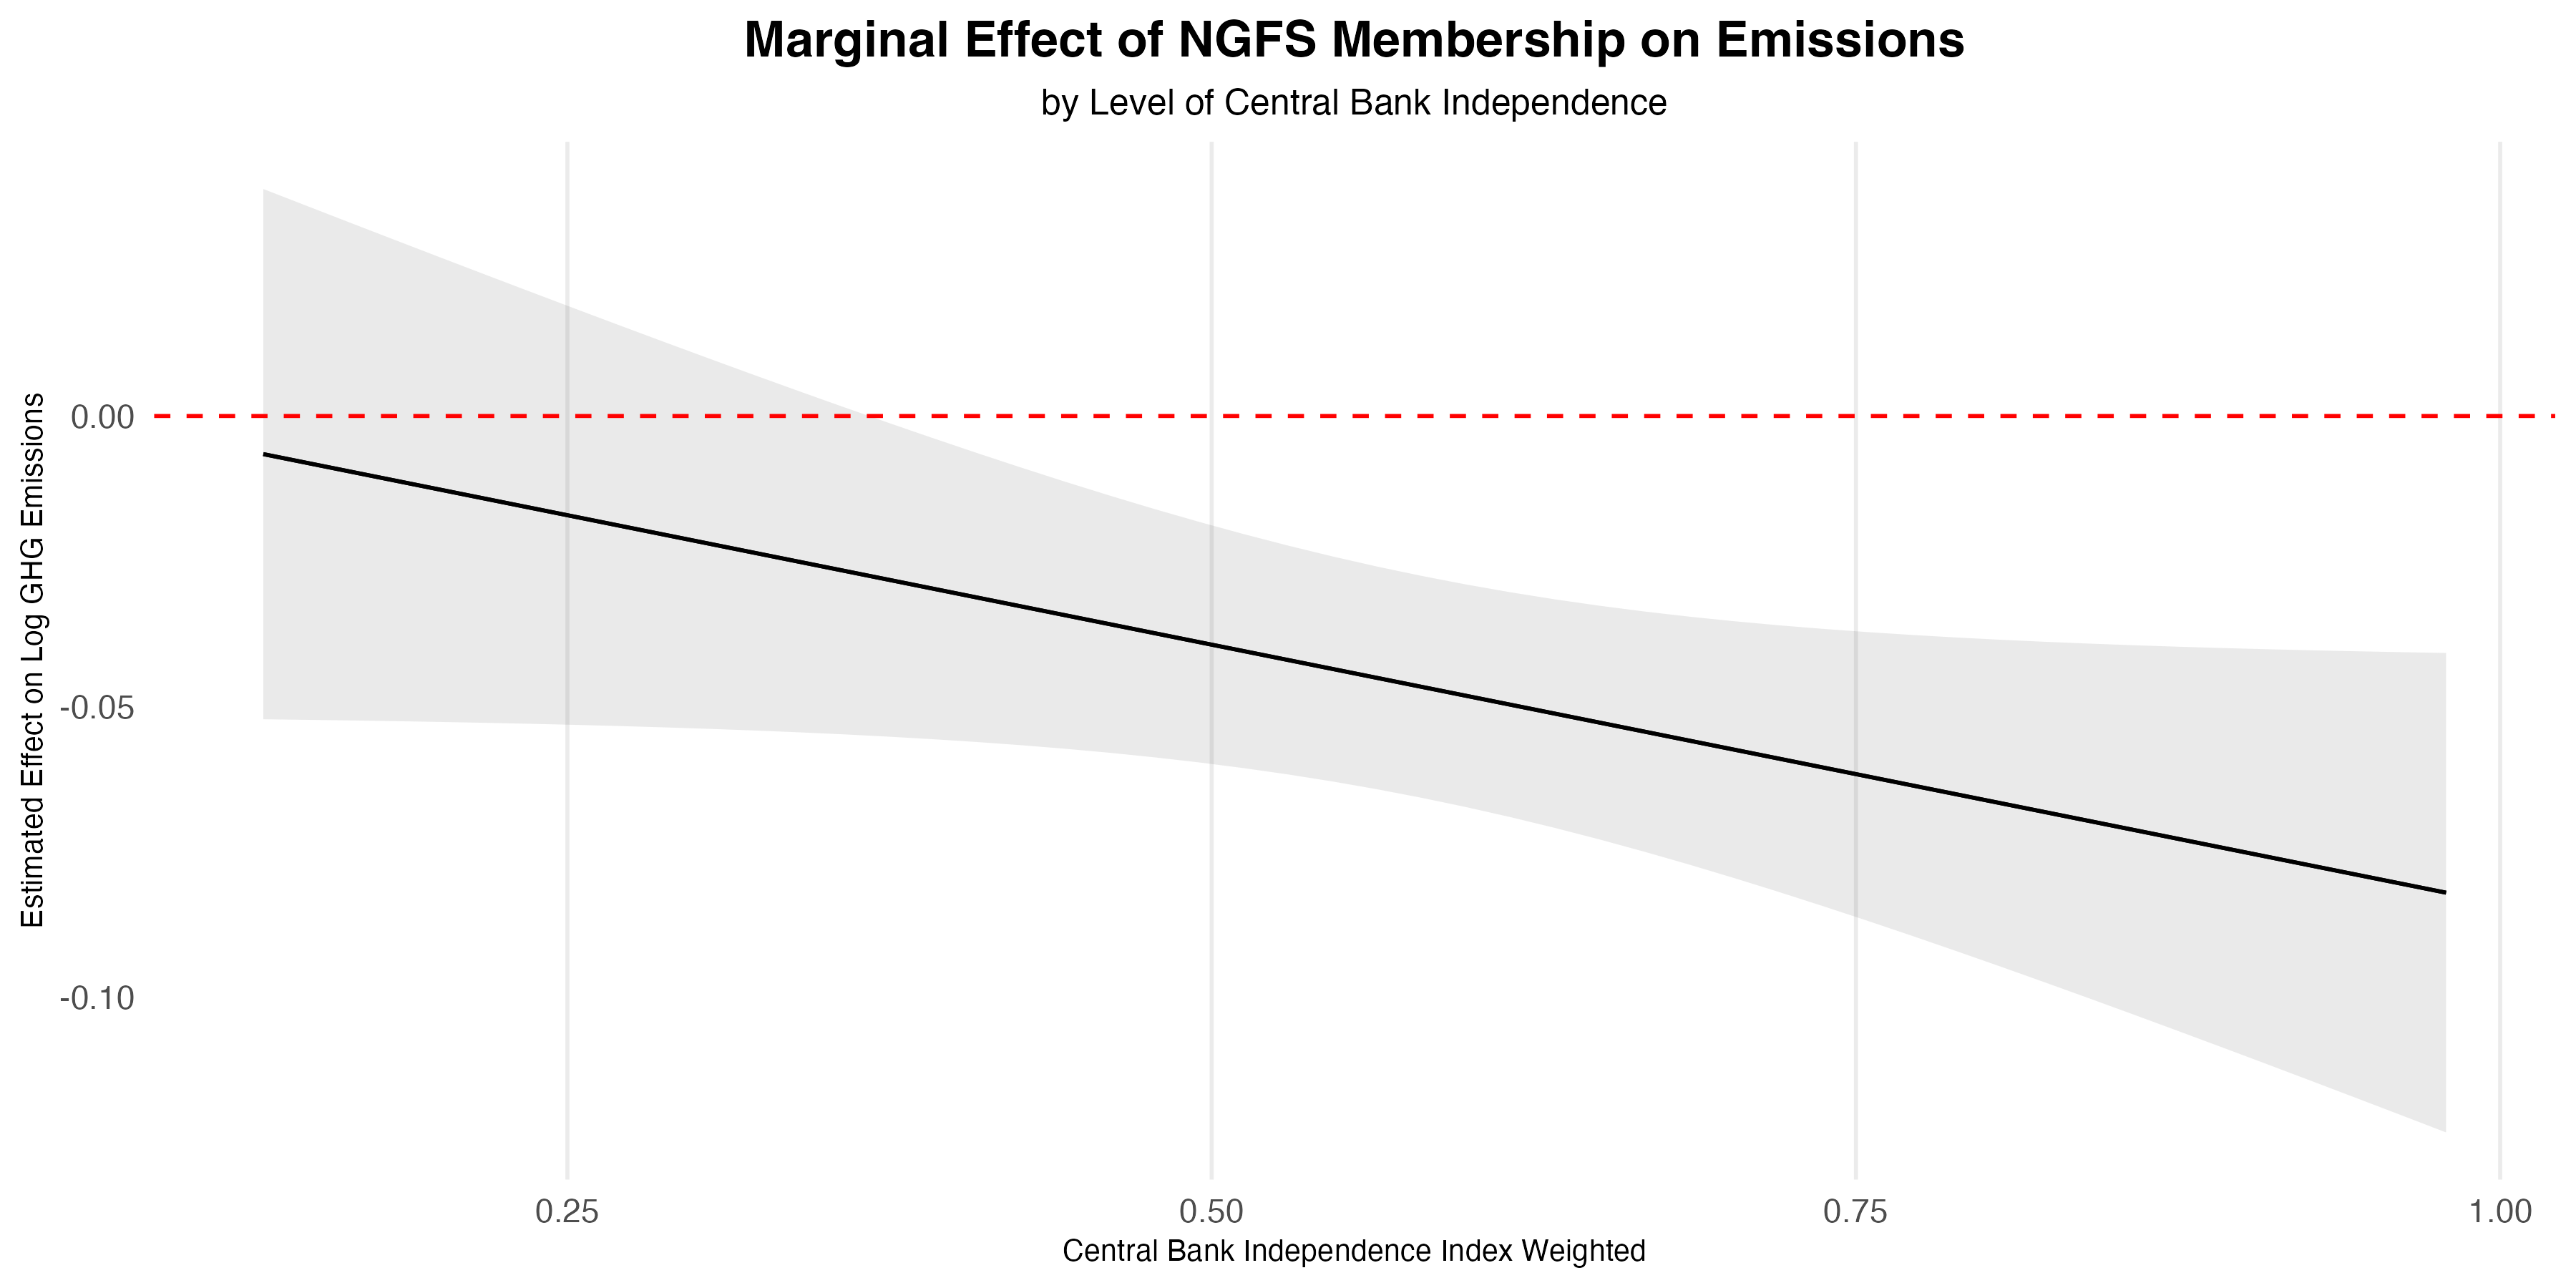 Marginal Effect of NGFS Membership on Emissions
by Level of Central Bank Independence
Estimated Effect on Log GHG Emissions
0.00
-0.05
-0.10
0.25
0.50
0.75
1.00
Central Bank Independence Index Weighted